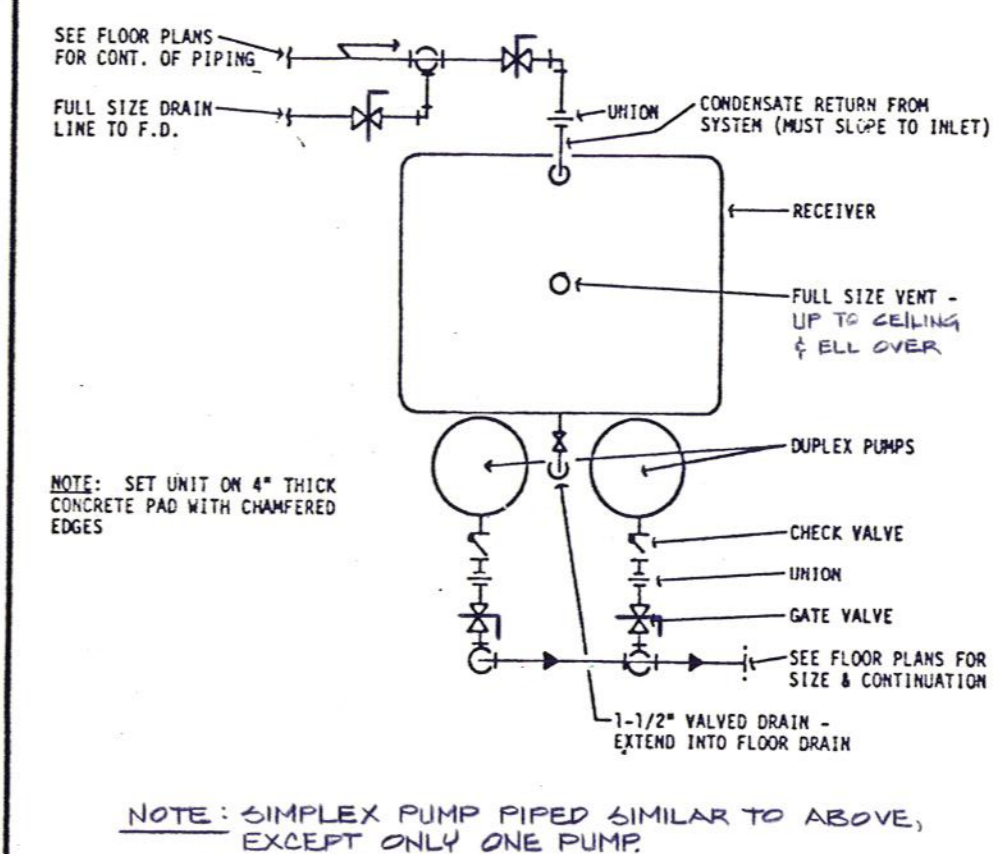 SEE FLOOR PLANS
FOR CONT. OF PIPING
FULL SIZE DRAIN
LINE TO F.D.
UNION
CONDENSATE RETURN FROM
SYSTEM (MUST SLOPE TO INLET)
RECEIVER
FULL SIZE VENT -
UP TO CEILING
& ELL OVER
DUPLEX PUMPS
NOTE: SET UNIT ON 4" THICK
CONCRETE PAD WITH CHAMFERED
EDGES
CHECK VALVE
UNION
GATE VALVE
SEE FLOOR PLANS FOR
SIZE & CONTINUATION
1-1/2" VALVED DRAIN -
EXTEND INTO FLOOR DRAIN
NOTE: SIMPLEX PUMP PIPED SIMILAR TO ABOVE,
EXCEPT ONLY ONE PUMP.